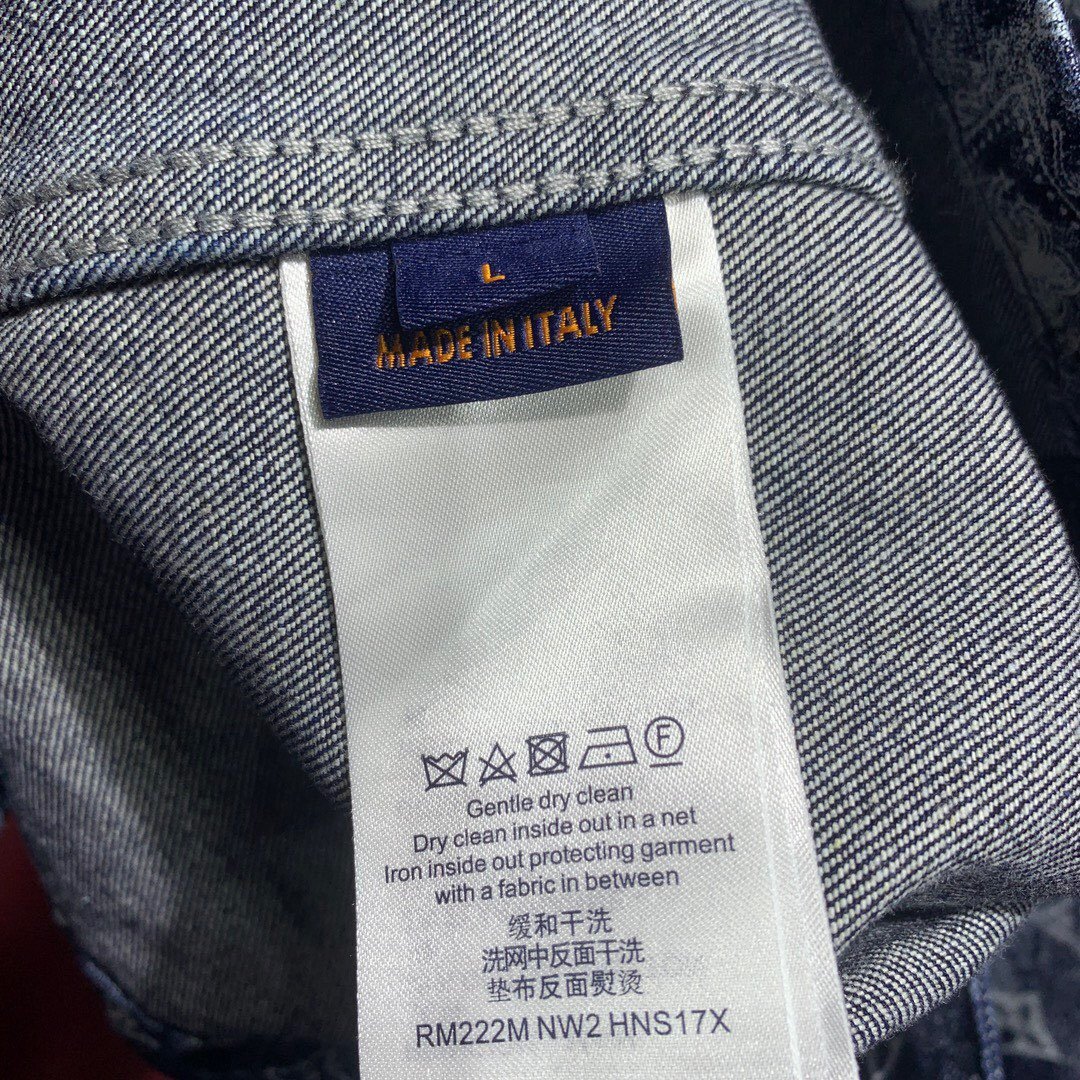 L
MADE IN ITALY
F
Gentle dry clean
Dry clean inside out in a net
Iron inside out protecting garment
with a fabric in between
缓和干洗
洗网中反面干洗
垫布反面熨烫
RM222M NW2 HNS17X